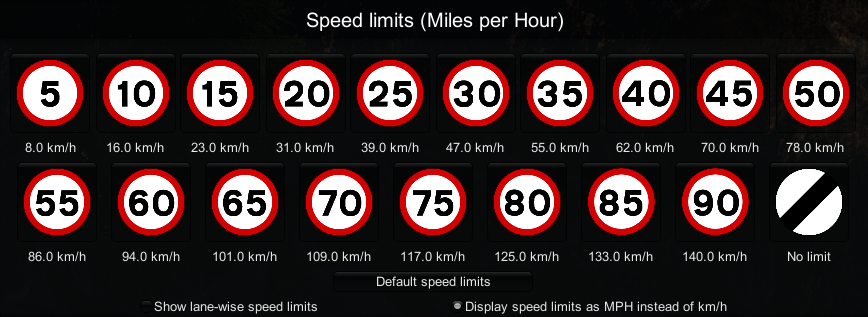 Speed limits (Miles per Hour)
5 10 15 20 25 30 35 40 45 50
8.0 km/h 16.0 km/h 23.0 km/h 31.0 km/h 39.0 km/h 47.0 km/h 55.0 km/h 62.0 km/h 70.0 km/h 78.0 km/h
55 60 65 70 75 80 85 90
86.0 km/h 94.0 km/h 101.0 km/h 109.0 km/h 117.0 km/h 125.0 km/h 133.0 km/h 140.0 km/h No limit
Default speed limits
Show lane-wise speed limits Display speed limits as MPH instead of km/h